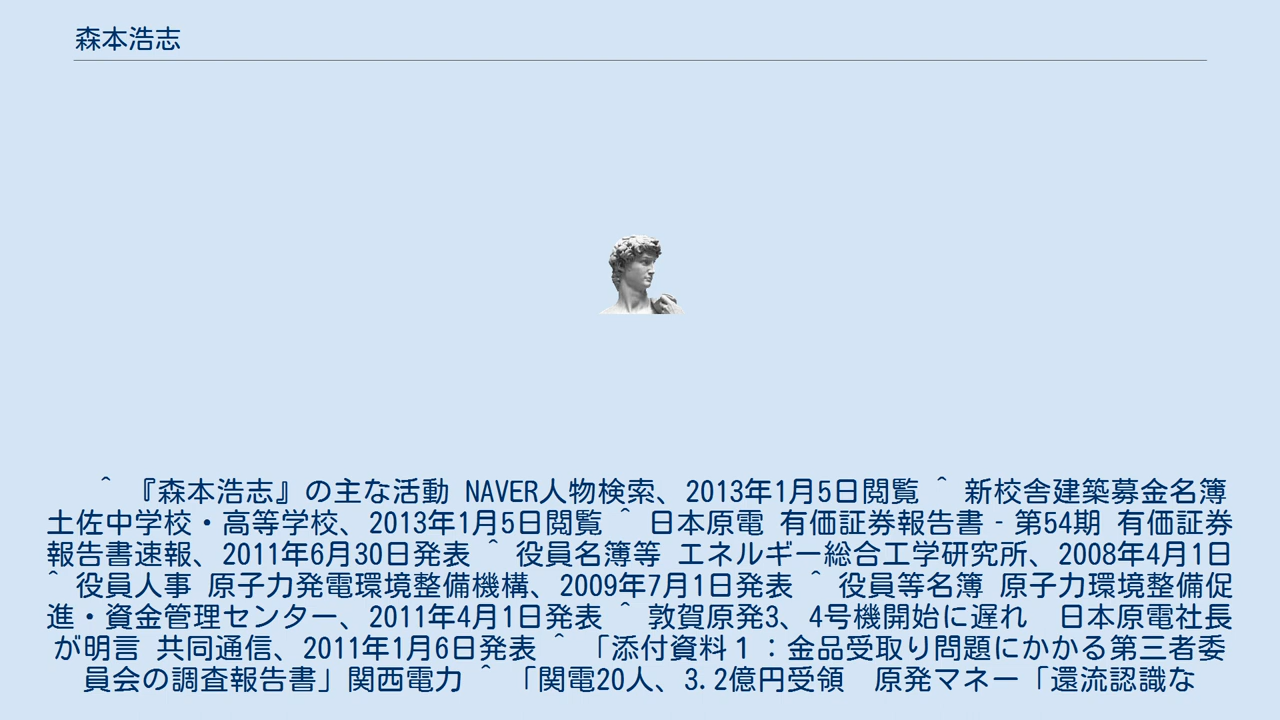 森本浩志
^ 『森本浩志』の主な活動 NAVER人物検索、2013年1月5日閲覧 ^ 新校舎建築募金名簿
土佐中学校・高等学校、2013年1月5日閲覧 ^ 日本原電 有価証券報告書‐第54期 有価証券
報告書速報、2011年6月30日発表 ^ 役員名簿等 エネルギー総合工学研究所、2008年4月1日
^ 役員人事 原子力発電環境整備機構、2009年7月1日発表 ^ 役員等名簿 原子力環境整備促
進・資金管理センター、2011年4月1日発表 ^ 敦賀原発3、4号機開始に遅れ　日本原電社長
が明言 共同通信、2011年1月6日発表 ^ 「添付資料１：金品受取り問題にかかる第三者委
員会の調査報告書」関西電力 ^ 「関電20人、3.2億円受領　原発マネー「還流認識な